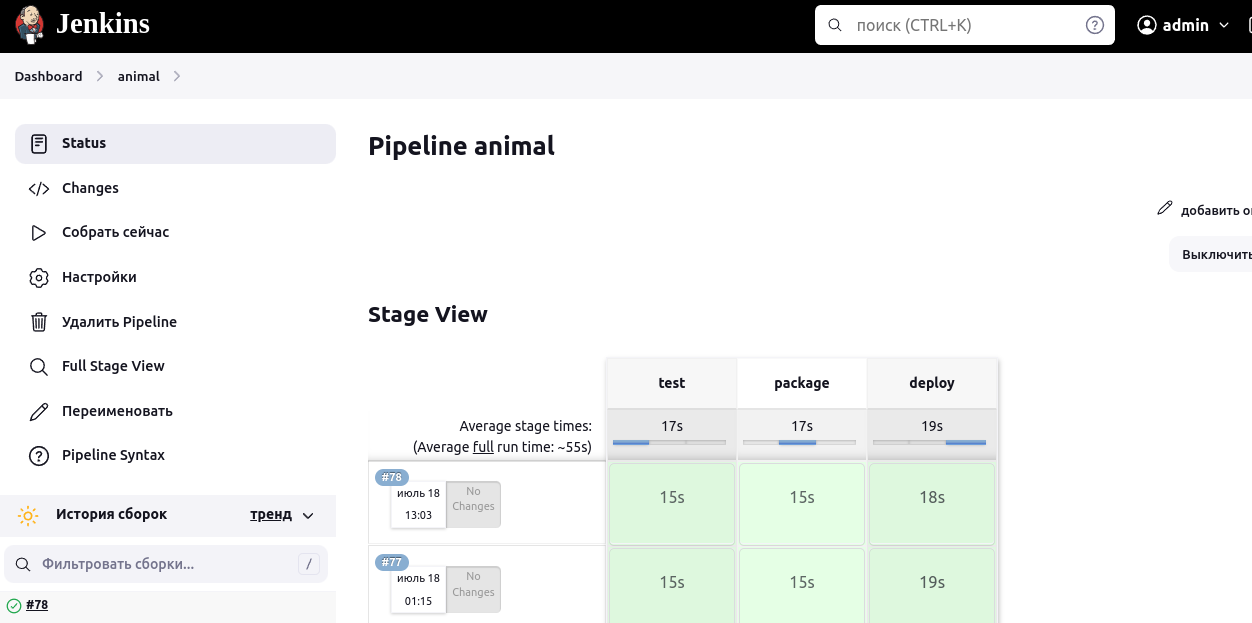 Jenkins
поиск (CTRL+K)
admin
Dashboard
animal
Status
Changes
Собрать сейчас
Настройки
Удалить Pipeline
Full Stage View
Переименовать
Pipeline Syntax
История сборок
тренд
Фильтровать сборки...
/
#78
Pipeline animal
добавить
Выключить
Stage View
test package deploy
Average stage times:
(Average full run time: ~55s)
17s 17s 19s
#78
июль 18
13:03
No
Changes
15s 15s 18s
#77
июль 18
01:15
No
Changes
15s 15s 19s